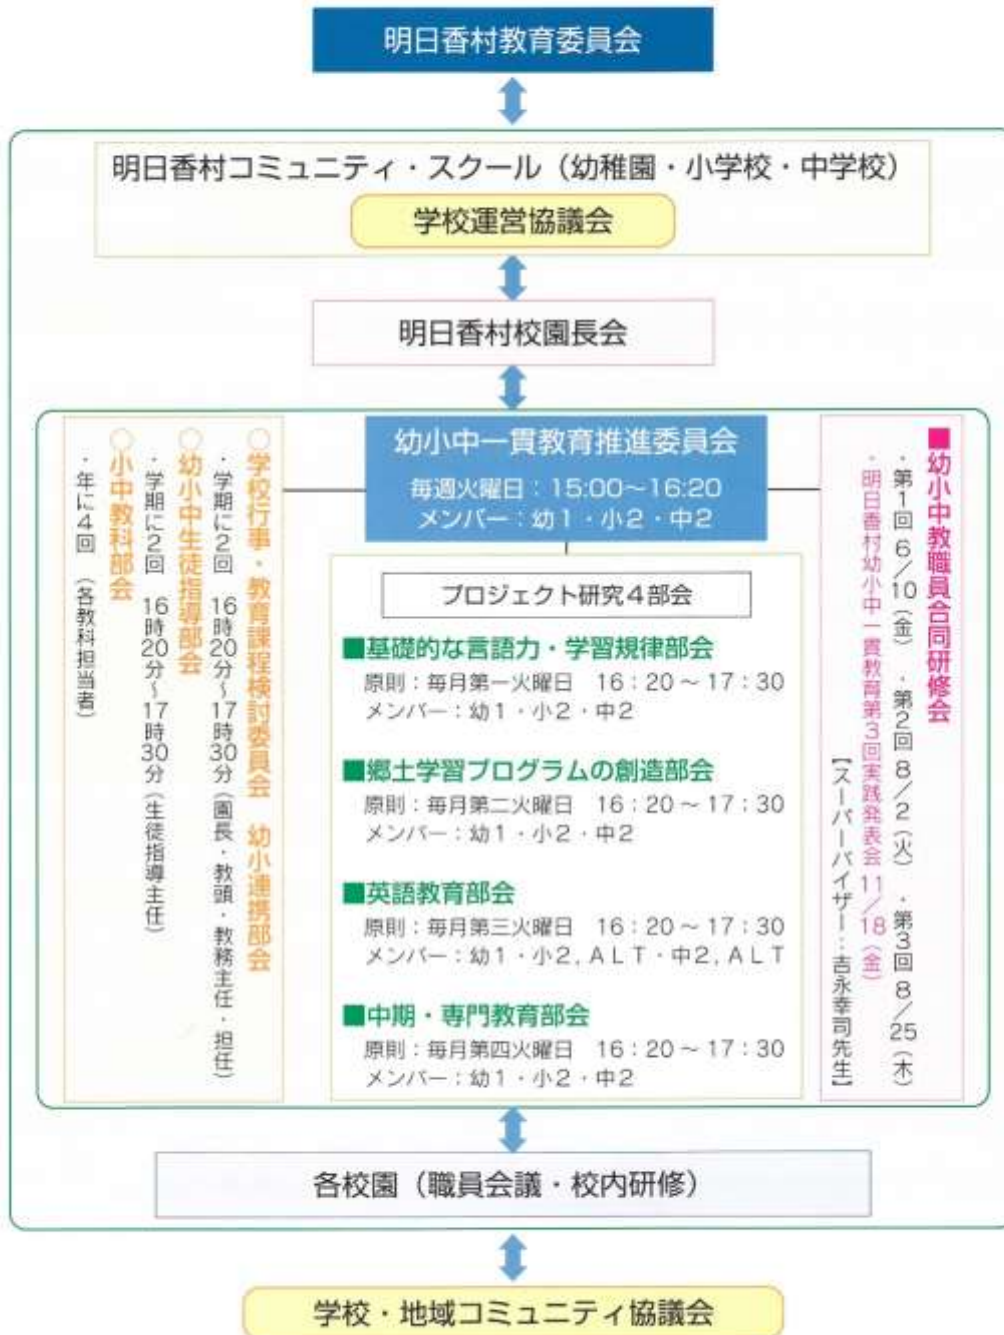 明日香村教育委員会
明日香村コミュニティ・スクール（幼稚園・小学校・中学校）
学校運営協議会
明日香村校園長会
幼小中一貫教育推進委員会
毎週火曜日：15:00～16:20
メンバー：幼1・小2・中2
○学校行事・教育課程検討委員会　幼小連携部会
・学期に2回　16時20分～17時30分（園長・教頭・教務主任・担任）
○幼小中生徒指導部会
・学期に2回　16時20分～17時30分（生徒指導主任）
○小中教科部会
・年に4回　（各教科担当者）
プロジェクト研究4部会
■基礎的な言語力・学習規律部会
原則：毎月第一火曜日　16：20～17：30
メンバー：幼1・小2・中2
■郷土学習プログラムの創造部会
原則：毎月第二火曜日　16：20～17：30
メンバー：幼1・小2・中2
■英語教育部会
原則：毎月第三火曜日　16：20～17：30
メンバー：幼1・小2，ALT・中2，ALT
■中期・専門教育部会
原則：毎月第四火曜日　16：20～17：30
メンバー：幼1・小2・中2
■幼小中教職員合同研修会
・第1回 6／10（金）　・第2回 8／2（火）　・第3回 8／25（木）
・明日香村幼小中一貫教育第3回実践発表会 11／18（金）
【スーパーバイザー：吉永幸司先生】
各校園（職員会議・校内研修）
学校・地域コミュニティ協議会